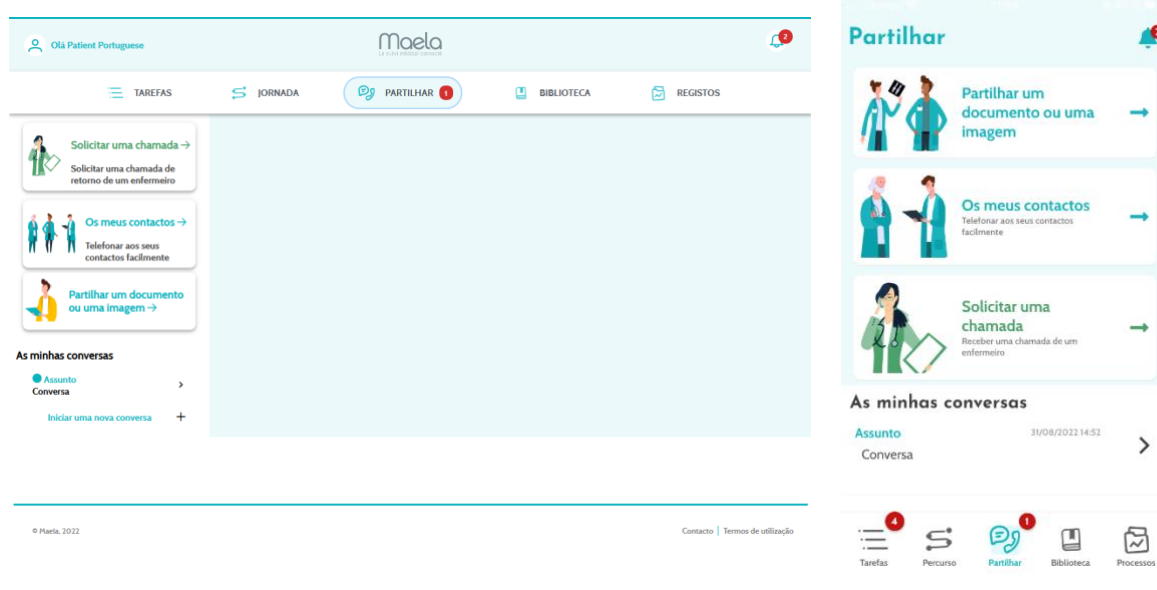 Olá Patient Portuguese
Maela
2
TAREFAS
JORNADA
PARTILHAR 1
BIBLIOTECA
REGISTOS
Solicitar uma chamada →
Solicitar uma chamada de
retorno de um enfermeiro
Os meus contactos →
Telefonar aos seus
contactos facilmente
Partilhar um documento
ou uma imagem →
As minhas conversas
Assunto
Conversa
Iniciar uma nova conversa +
© Maela, 2022
Contacto | Termos de utilização
Partilhar
Partilhar um
documento ou uma
imagem
Os meus contactos
Telefonar aos seus contactos
facilmente
Solicitar uma
chamada
Receber uma chamada de um
enfermeiro
As minhas conversas
Assunto
31/08/2022 14:52
Conversa
4
1
Tarefas
Percurso
Partilhar
Biblioteca
Processos